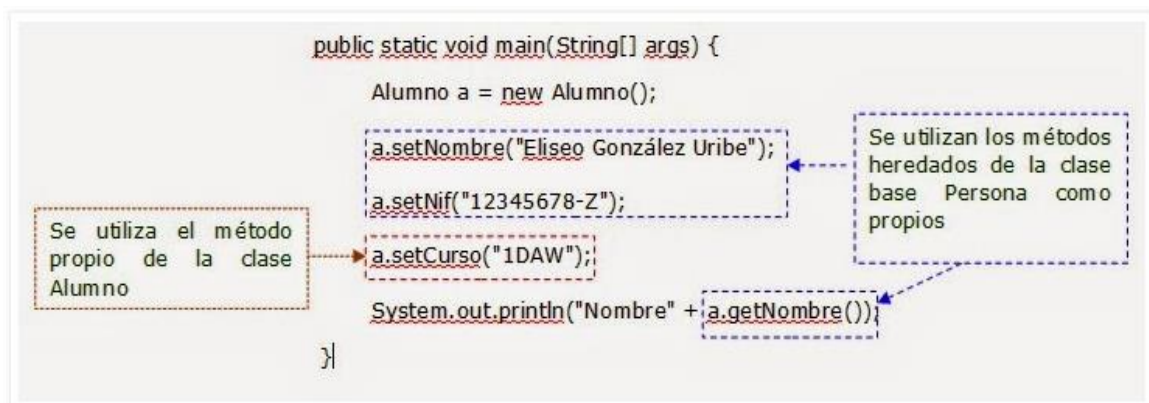 public static void main(String[] args) {
Alumno a = new Alumno();
a.setNombre("Eliseo González Uribe");
a.setNif("12345678-Z");
a.setCurso("1DAW");
System.out.println("Nombre" + a.getNombre());
}
Se utilizan los métodos
heredados de la clase
base Persona como
propios
Se utiliza el método
propio de la clase
Alumno